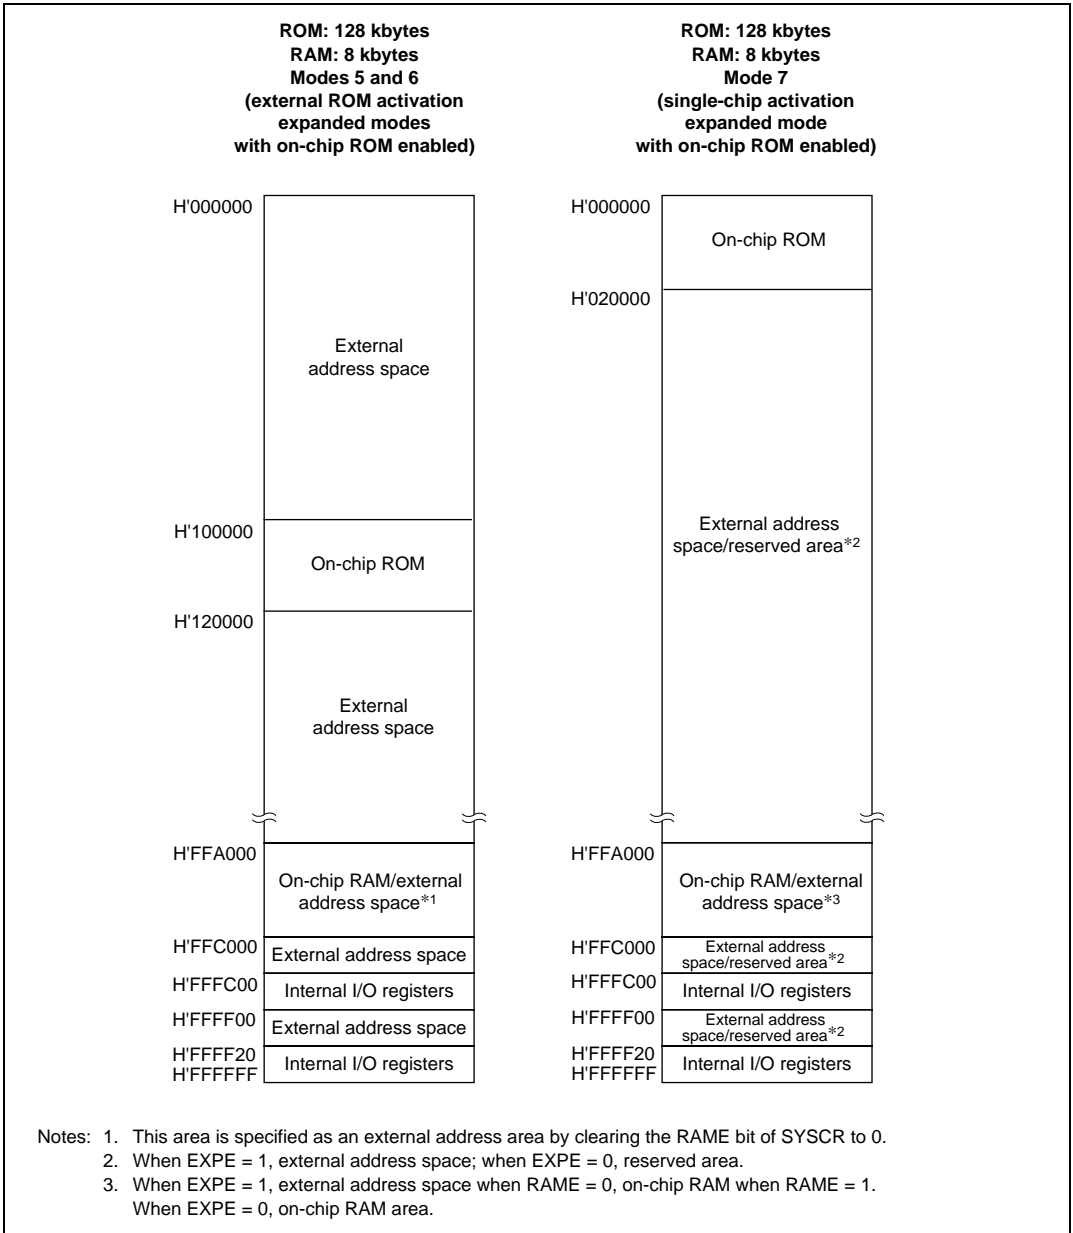 ROM: 128 kbytes
RAM: 8 kbytes
Modes 5 and 6
(external ROM activation
expanded modes
with on-chip ROM enabled)
H'000000
External
address space
H'100000
On-chip ROM
H'120000
External
address space
H'FFA000
On-chip RAM/external
address space*1
H'FFC000
External address space
H'FFFC00
Internal I/O registers
H'FFFF00
External address space
H'FFFF20
Internal I/O registers
H'FFFFFF
ROM: 128 kbytes
RAM: 8 kbytes
Mode 7
(single-chip activation
expanded mode
with on-chip ROM enabled)
H'000000
On-chip ROM
H'020000
External address
space/reserved area*2
H'FFA000
On-chip RAM/external
address space*3
H'FFC000
External address
space/reserved area*2
H'FFFC00
Internal I/O registers
H'FFFF00
External address
space/reserved area*2
H'FFFF20
Internal I/O registers
H'FFFFFF
Notes: 1. This area is specified as an external address area by clearing the RAME bit of SYSCR to 0.
2. When EXPE = 1, external address space; when EXPE = 0, reserved area.
3. When EXPE = 1, external address space when RAME = 0, on-chip RAM when RAME = 1.
When EXPE = 0, on-chip RAM area.